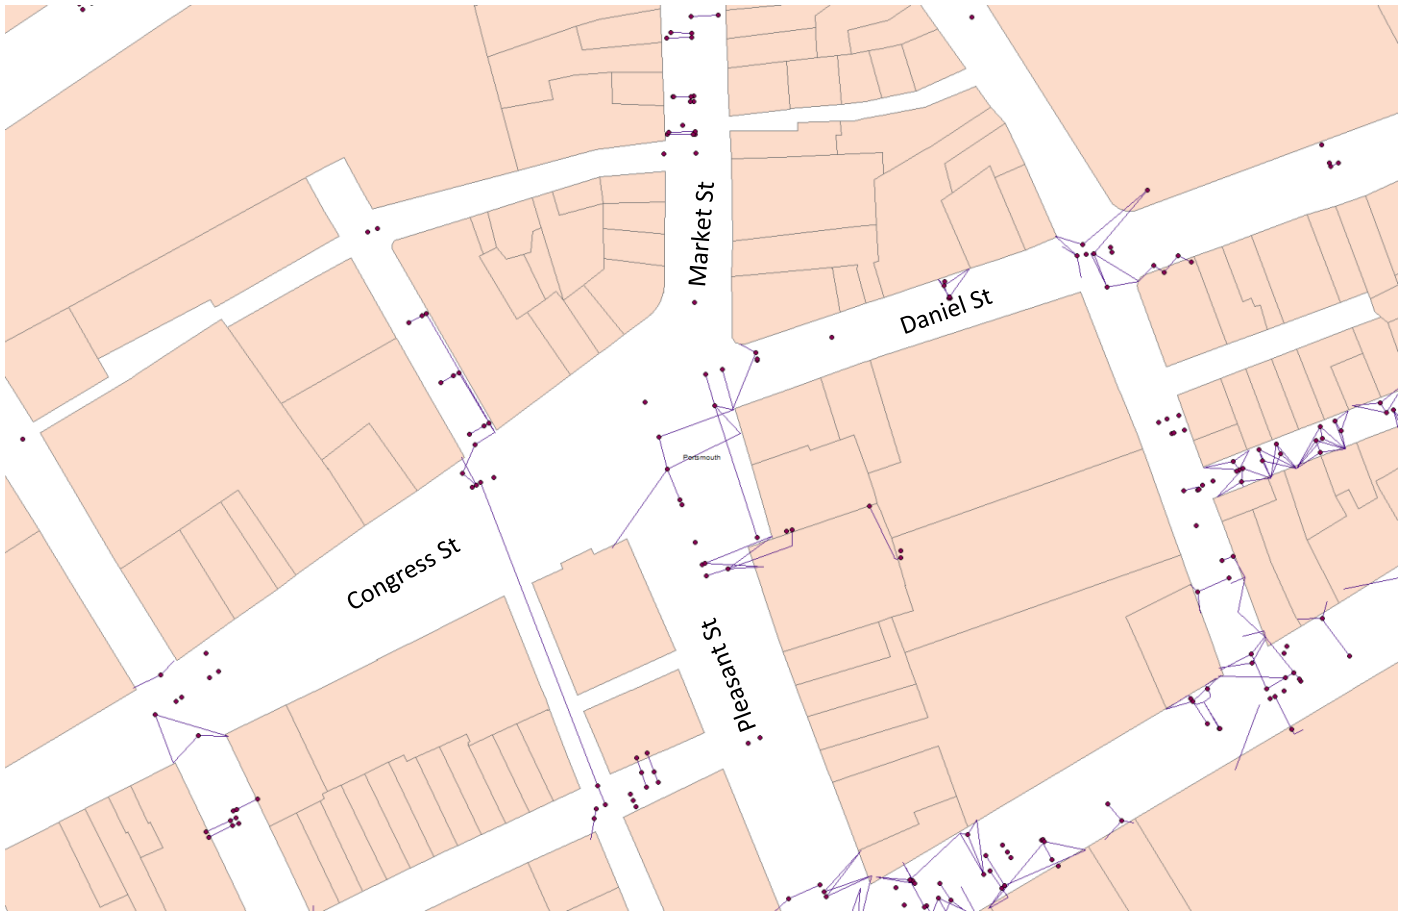 Market St
Daniel St
Portsmouth
Congress St
Pleasant St